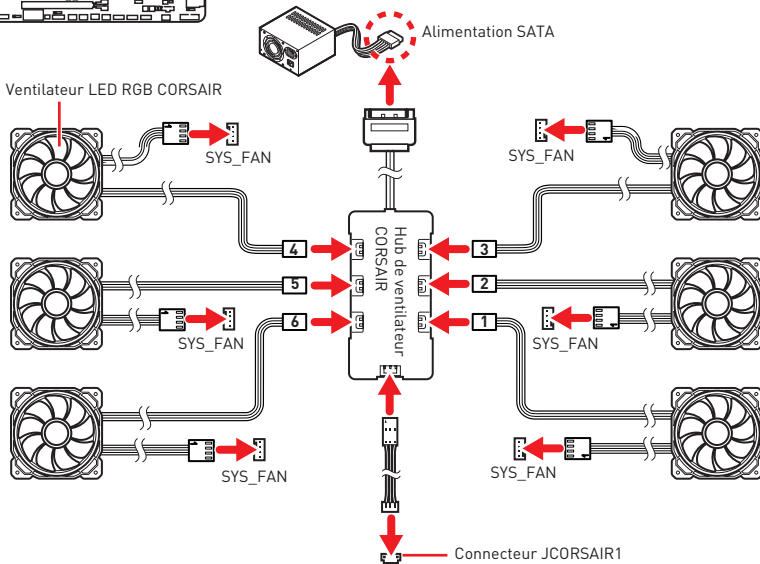 Alimentation SATA
Ventilateur LED RGB CORSAIR
SYS_FAN
SYS_FAN
4
3
Hub de ventilateur
CORSAIR
5
2
6
1
SYS_FAN
SYS_FAN
SYS_FAN
SYS_FAN
Connecteur JCORSAIR1